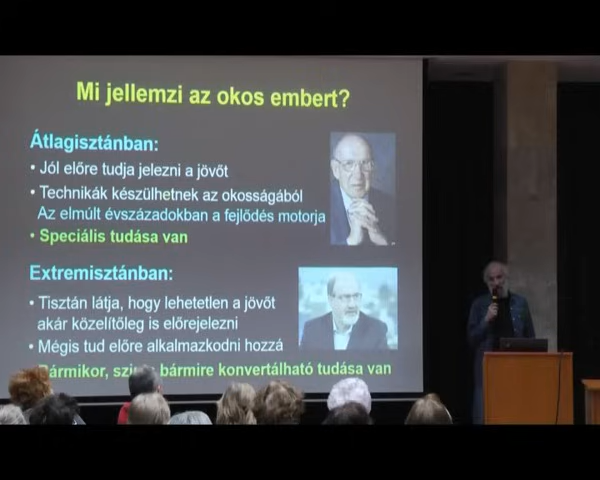 Mi jellemzi az okos embert?
Átlagisztánban:
• Jól előre tudja jelezni a jövőt
• Technikák készülhetnek az okosságából
Az elmúlt évszázadokban a fejlődés motorja
• Speciális tudása van
Extremisztánban:
• Tisztán látja, hogy lehetetlen a jövőt
akár közelítőleg is előrejelezni
• Mégis tud előre alkalmazkodni hozzá
bármire konvertálható tudása van